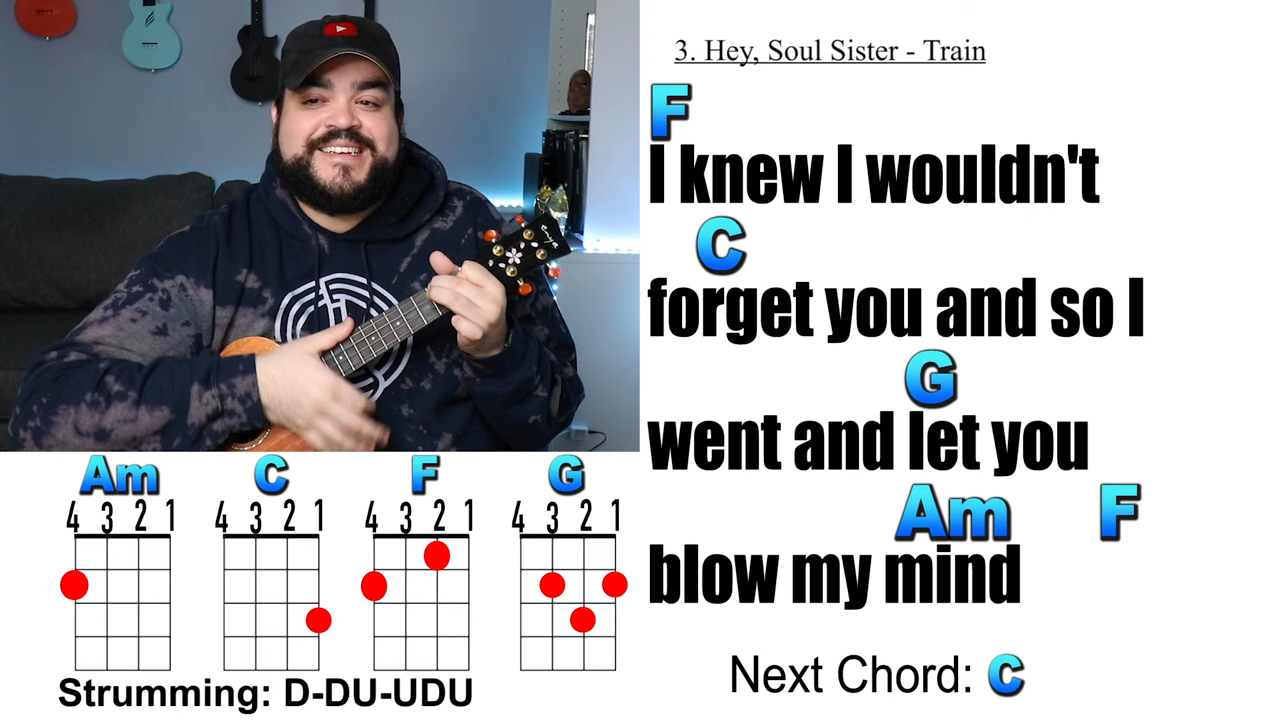 3. Hey, Soul Sister - Train
F
I knew I wouldn't
C
forget you and so I
G
went and let you
Am F
blow my mind
Next Chord: C
enya
Am C F G
4 3 2 1 4 3 2 1 4 3 2 1 4 3 2 1
Strumming: D-DU-UDU